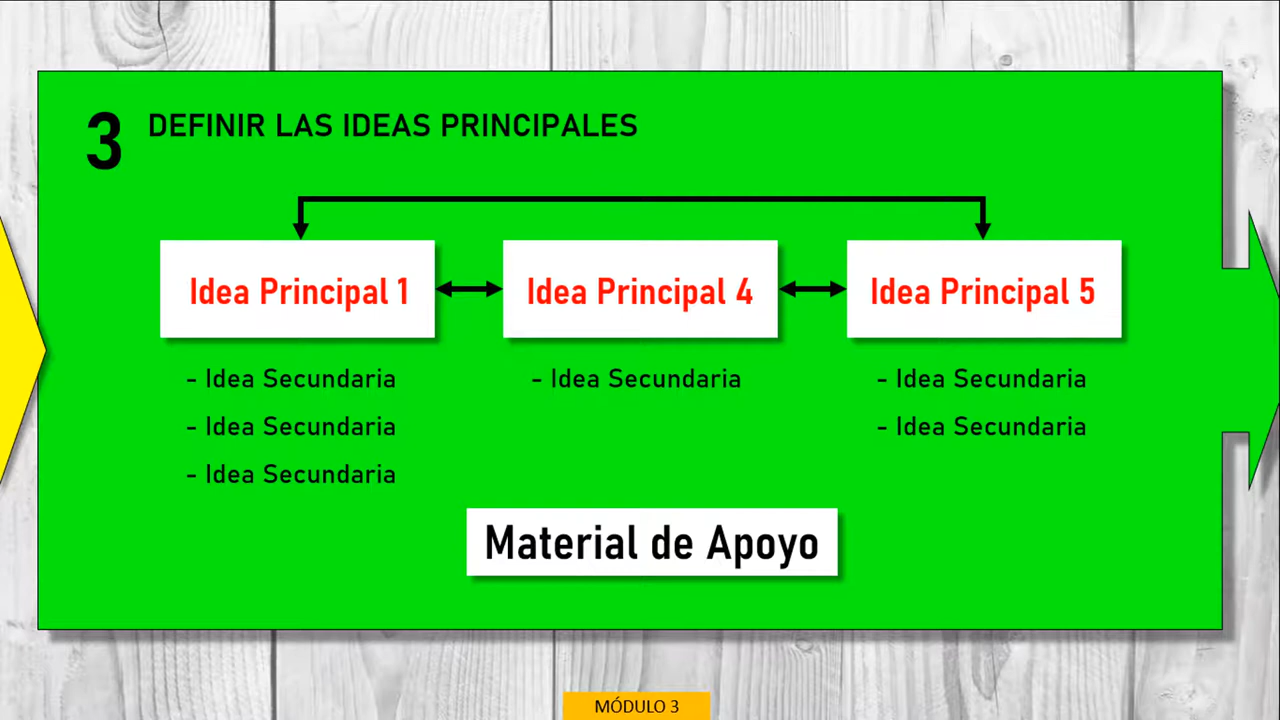 3
DEFINIR LAS IDEAS PRINCIPALES
Idea Principal 1
Idea Principal 4
Idea Principal 5
- Idea Secundaria
- Idea Secundaria
- Idea Secundaria
- Idea Secundaria
- Idea Secundaria
- Idea Secundaria
Material de Apoyo
MÓDULO 3